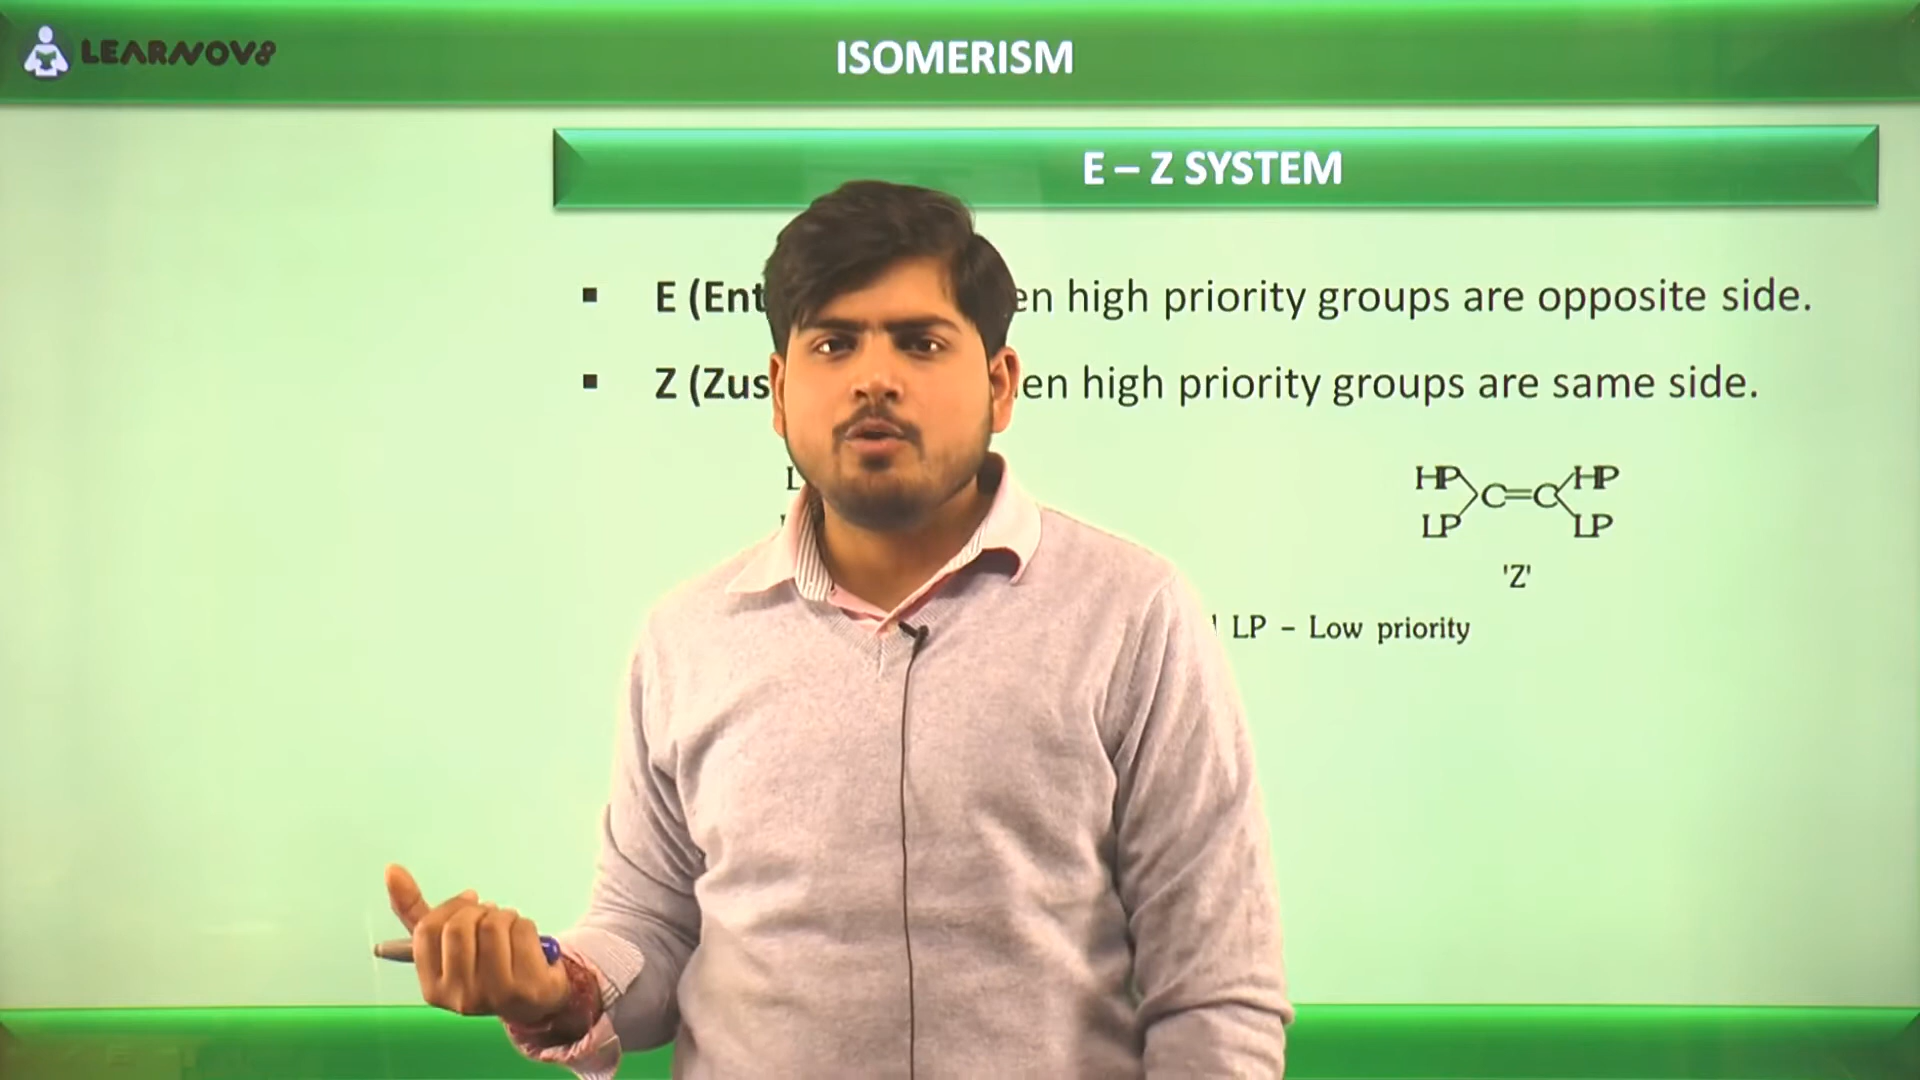 LEARNOV8
ISOMERISM
E – Z SYSTEM
▪ E (Ent en high priority groups are opposite side.
▪ Z (Zus en high priority groups are same side.
L
HP C=C HP
LP LP
'Z'
LP – Low priority